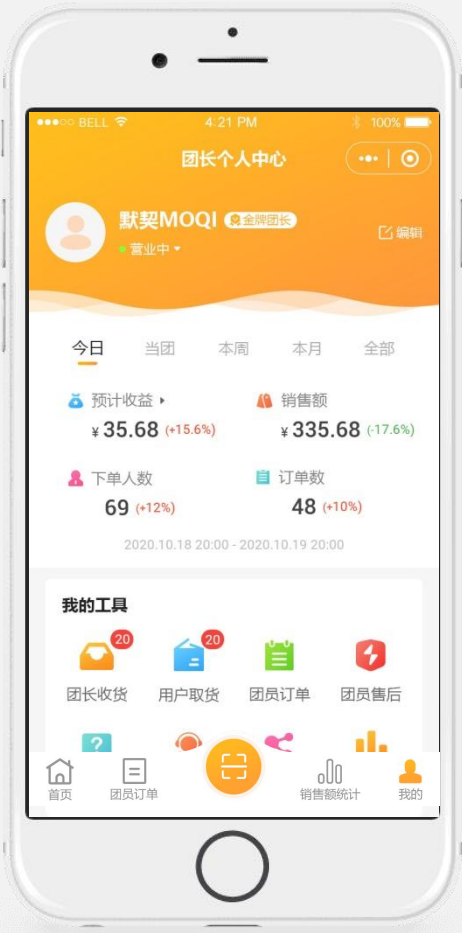 BELL 4:21 PM 100%
团长个人中心
默契MOQI 金牌团长
营业中 编辑
今日 当团 本周 本月 全部
预计收益 销售额
¥ 35.68 (+15.6%) ¥ 335.68 (-17.6%)
下单人数 订单数
69 (+12%) 48 (+10%)
2020.10.18 20:00 - 2020.10.19 20:00
我的工具
20 20
团长收货 用户取货 团员订单 团员售后
?
首页 团员订单 销售额统计 我的